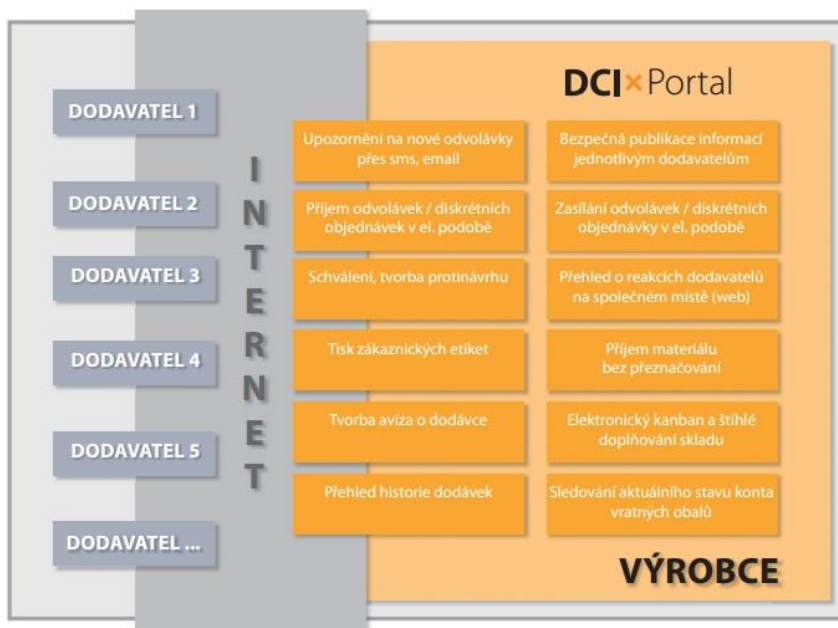 DCI×Portal
DODAVATEL 1
DODAVATEL 2
DODAVATEL 3
DODAVATEL 4
DODAVATEL 5
DODAVATEL ...
INTERNET
Upozornění na nové odvolávky
přes sms, email
Bezpečná publikace informací
jednotlivým dodavatelům
Příjem odvolávek / diskrétních
objednávek v el. podobě
Zasílání odvolávek / diskrétních
objednávky v el. podobě
Schválení, tvorba protinávrhu
Přehled o reakcích dodavatelů
na společném místě (web)
Tisk zákaznických etiket
Příjem materiálu
bez přeznačování
Tvorba avíza o dodávce
Elektronický kanban a štíhlé
doplňování skladu
Přehled historie dodávek
Sledování aktuálního stavu konta
vratných obalů
VÝROBCE